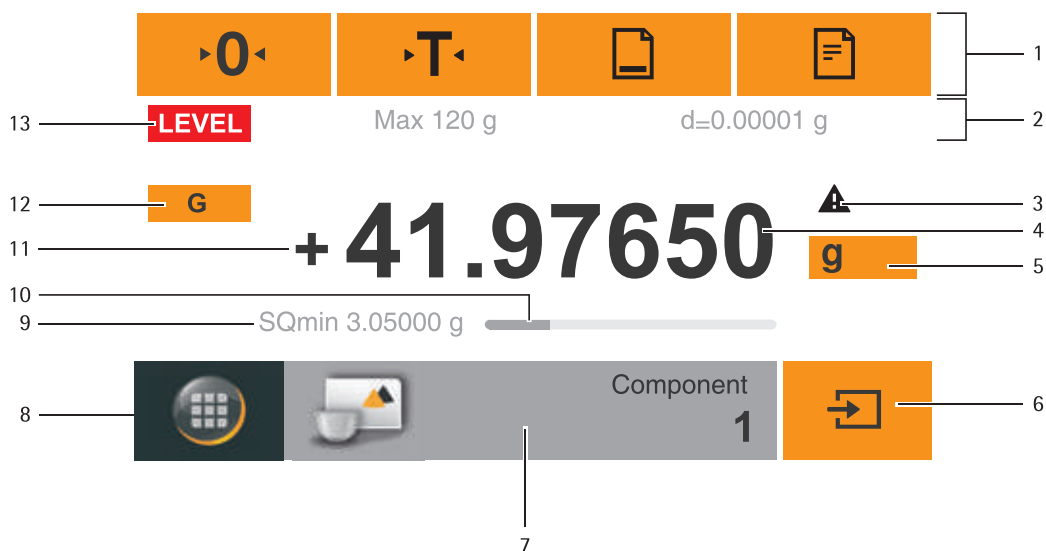 0 T
1
LEVEL Max 120 g d=0.00001 g
13 2
G
12 3
+ 41.97650
4
11
g
5
10
9 SQmin 3.05000 g
Component
8 1 6
7